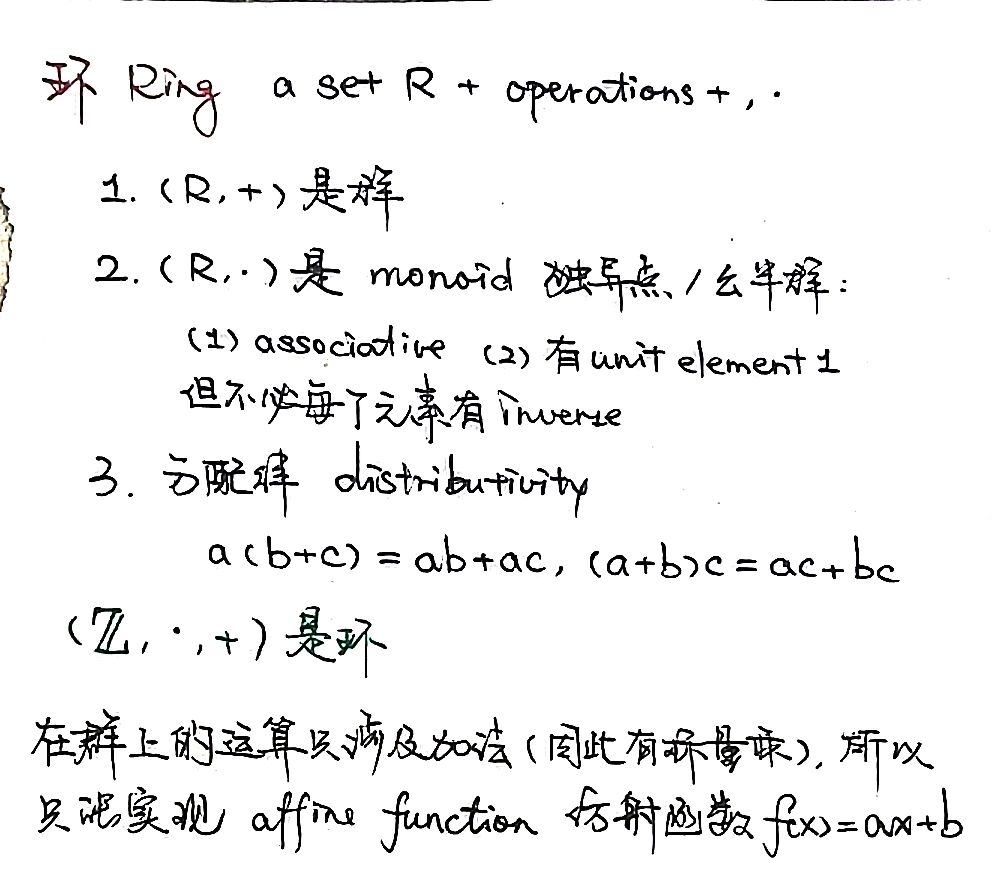 环 Ring a set R + operations +, ·
1. (R, +) 是群
2. (R, ·) 是 monoid 独异点 / 幺半群:
(1) associative (2) 有 unit element 1
但不必每个元素有 inverse
3. 分配律 distributivity
a(b+c) = ab+ac, (a+b)c = ac+bc
(ℤ, ·, +) 是环
在群上的运算只涉及加法(因此有标量乘), 所以
只能实现 affine function 仿射函数 f(x)=ax+b